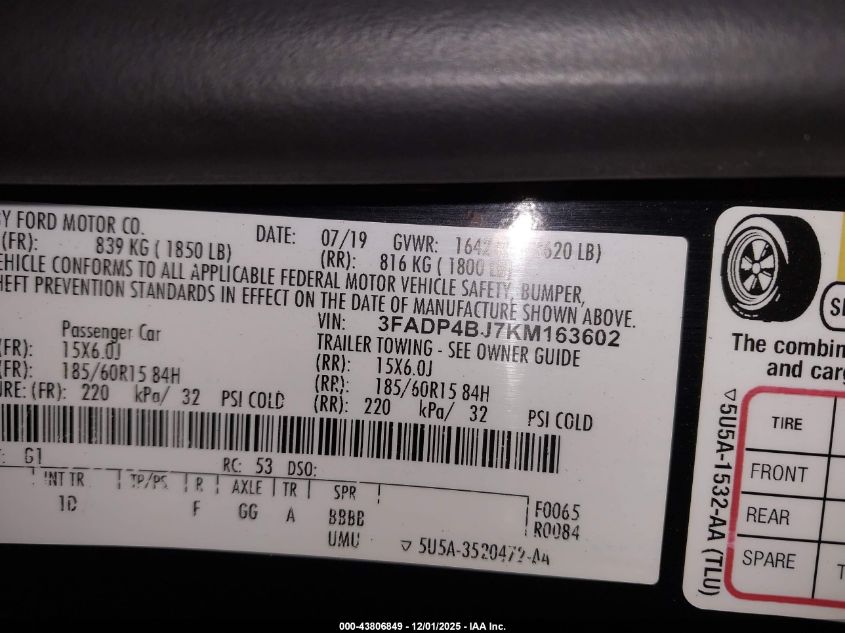 BY FORD MOTOR CO.
DATE: 07/19 GVWR: 1642 620 LB)
(FR): 839 KG ( 1850 LB) (RR): 816 KG ( 1800 LB)
VEHICLE CONFORMS TO ALL APPLICABLE FEDERAL MOTOR VEHICLE SAFETY, BUMPER,
THEFT PREVENTION STANDARDS IN EFFECT ON THE DATE OF MANUFACTURE SHOWN ABOVE.
VIN: 3FADP4BJ7KM163602
Passenger Car TRAILER TOWING - SEE OWNER GUIDE
(FR): 15X6.0J (RR): 15X6.0J
(FR): 185/60R15 84H (RR): 185/60R15 84H
URE: (FR): 220 kPa/ 32 PSI COLD (RR): 220 kPa/ 32 PSI COLD
: G1 RC: 53 DSO:
INT TR TP/PS R AXLE TR SPR
1D F GG A BBBB
UMU
F0065
R0084
▽ 5U5A-3520472-AA
The combin
and carg
TIRE
FRONT
REAR
SPARE
▽5U5A-1532-AA (TLU)
000-43806849 - 12/01/2025 - IAA Inc.